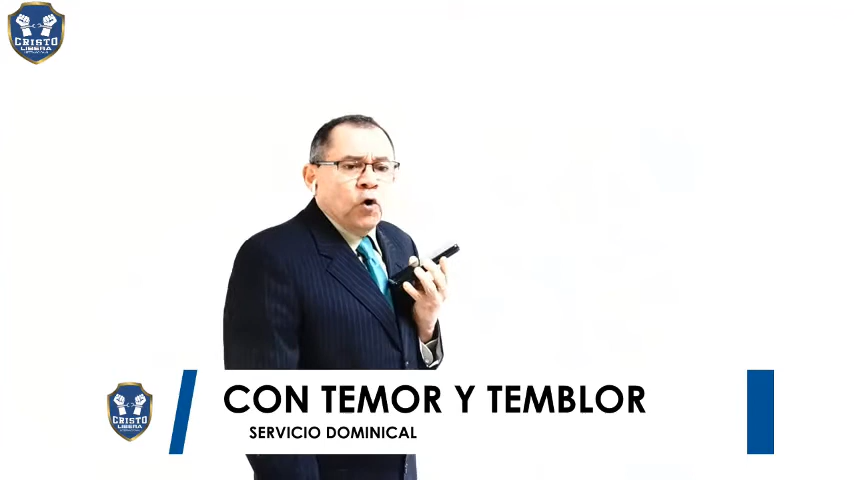 CRISTO
LIBERA
CON TEMOR Y TEMBLOR
SERVICIO DOMINICAL
CRISTO
LIBERA